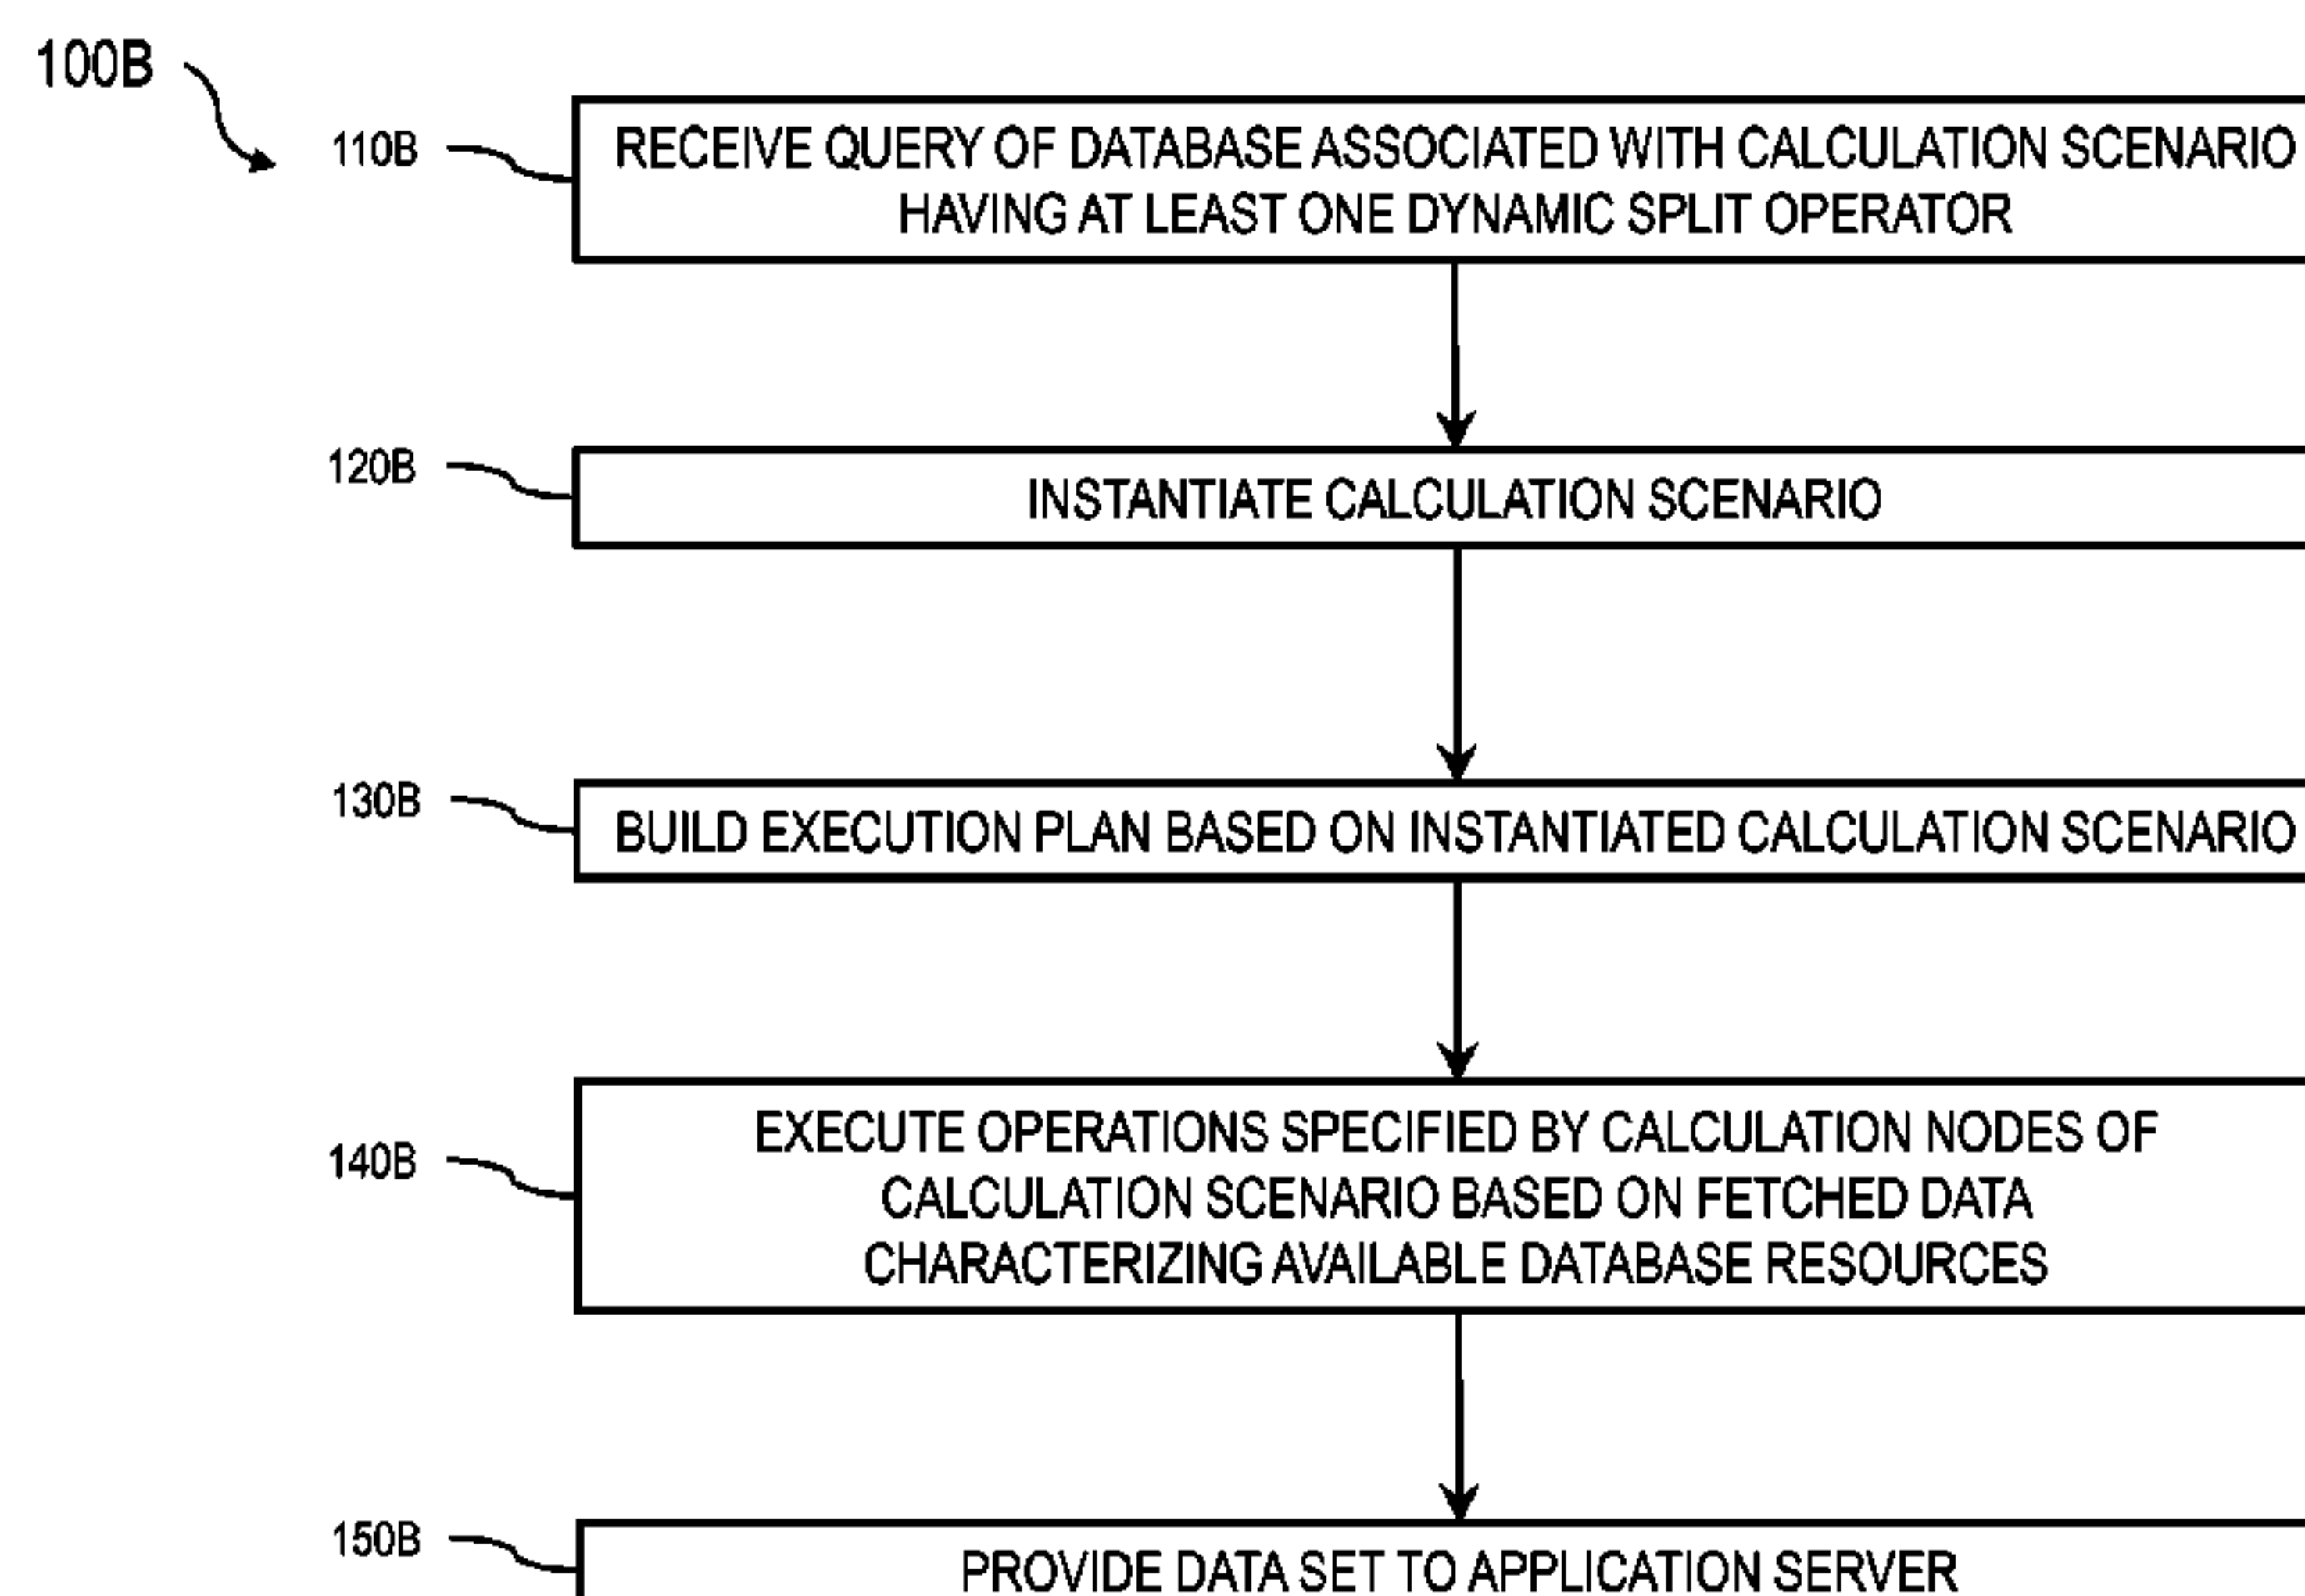 100B
110B
RECEIVE QUERY OF DATABASE ASSOCIATED WITH CALCULATION SCENARIO
HAVING AT LEAST ONE DYNAMIC SPLIT OPERATOR
120B
INSTANTIATE CALCULATION SCENARIO
130B
BUILD EXECUTION PLAN BASED ON INSTANTIATED CALCULATION SCENARIO
140B
EXECUTE OPERATIONS SPECIFIED BY CALCULATION NODES OF
CALCULATION SCENARIO BASED ON FETCHED DATA
CHARACTERIZING AVAILABLE DATABASE RESOURCES
150B
PROVIDE DATA SET TO APPLICATION SERVER